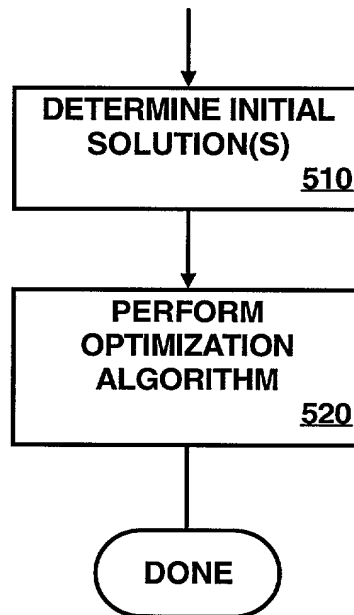 DETERMINE INITIAL
SOLUTION(S)
510
PERFORM
OPTIMIZATION
ALGORITHM
520
DONE